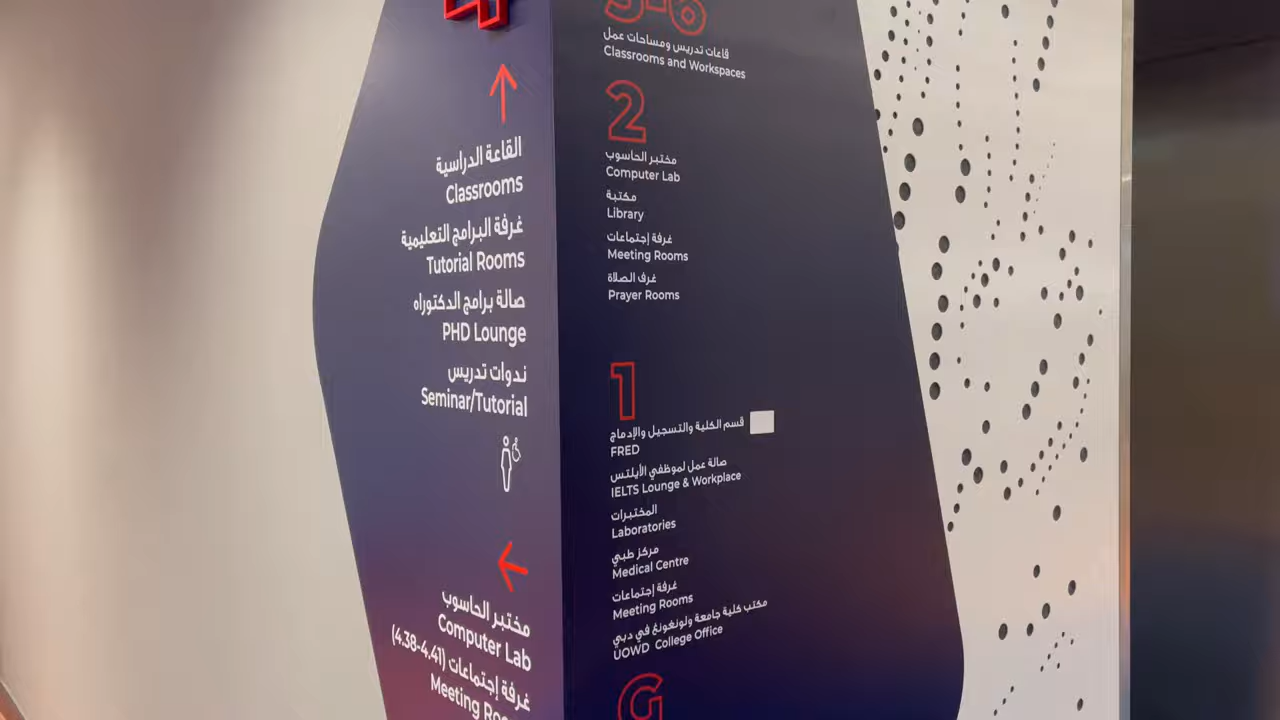 4
القاعة الدراسية
Classrooms
غرفة البرامج التعليمية
Tutorial Rooms
صالة برامج الدكتوراه
PHD Lounge
ندوات تدريس
Seminar/Tutorial
مختبر الحاسوب
Computer Lab
غرفة إجتماعات (4.38-4.41)
Meeting
3-6
قاعات تدريس ومساحات عمل
Classrooms and Workspaces
2
مختبر الحاسوب
Computer Lab
مكتبة
Library
غرفة إجتماعات
Meeting Rooms
غرف الصلاة
Prayer Rooms
1
قسم الكلية والتسجيل والإدماج
FRED
صالة عمل لموظفي الأيلتس
IELTS Lounge & Workplace
المختبرات
Laboratories
مركز طبي
Medical Centre
غرفة إجتماعات
Meeting Rooms
مكتب كلية جامعة ولونغونغ في دبي
UOWD College Office
G